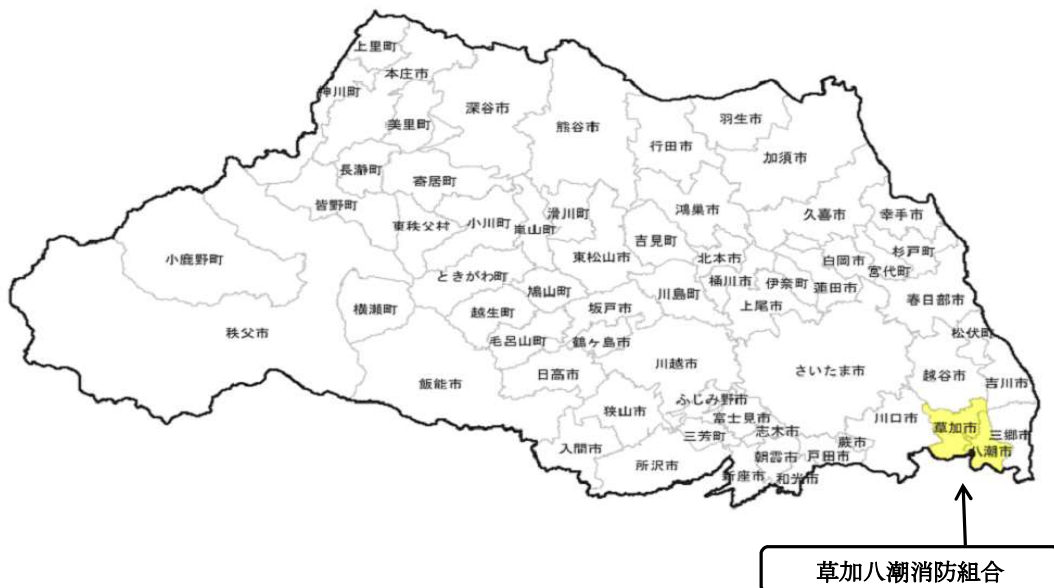 上里町
本庄市
神川町
美里町
深谷市
熊谷市
行田市
羽生市
加須市
長瀞町
寄居町
皆野町
東秩父村
小川町
嵐山町
滑川町
東松山市
吉見町
鴻巣市
北本市
久喜市
幸手市
小鹿野町
ときがわ町
鳩山町
川島町
桶川市
伊奈町
白岡市
蓮田市
宮代町
杉戸町
春日部市
上尾市
秩父市
横瀬町
越生町
坂戸市
毛呂山町
鶴ヶ島市
川越市
さいたま市
松伏町
越谷市
吉川市
飯能市
日高市
狭山市
ふじみ野市
富士見市
三芳町
志木市
川口市
草加市
三郷市
八潮市
入間市
所沢市
朝霞市
新座市
和光市
戸田市
蕨市
草加八潮消防組合